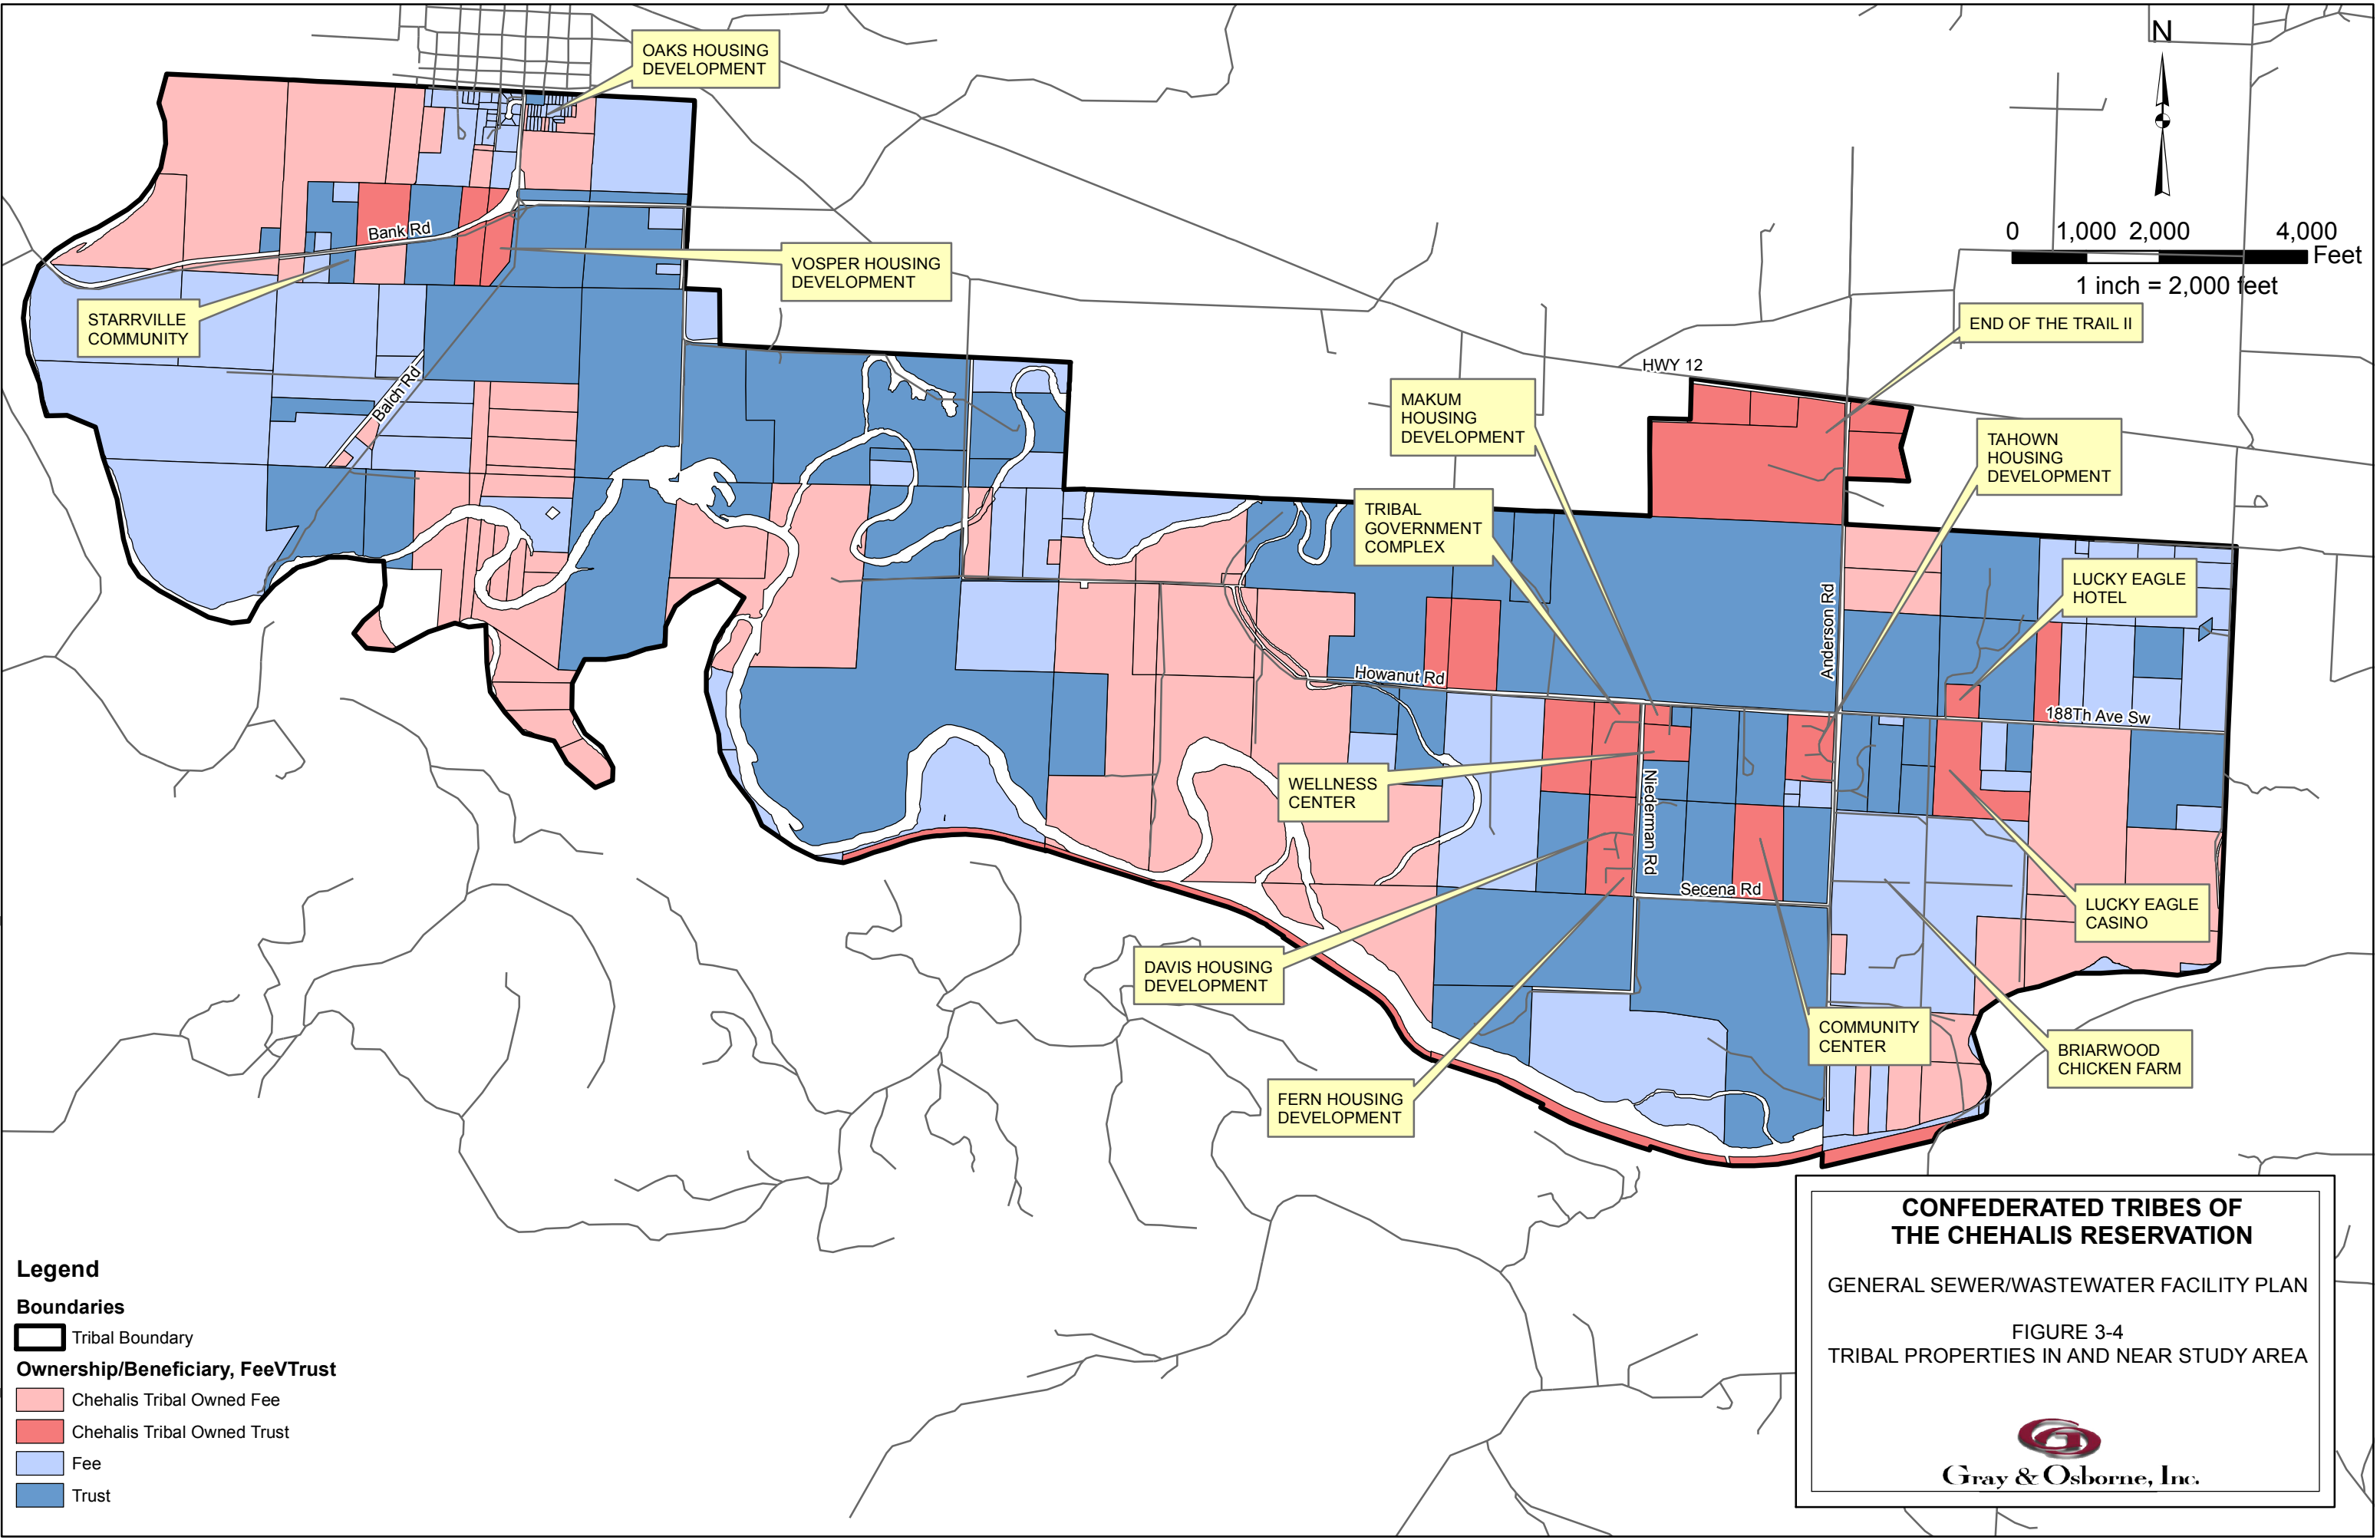 OAKS HOUSING
DEVELOPMENT
N
0 1,000 2,000 4,000
Feet
1 inch = 2,000 feet
Bank Rd
VOSPER HOUSING
DEVELOPMENT
STARRVILLE
COMMUNITY
END OF THE TRAIL II
HWY 12
Balch Rd
MAKUM
HOUSING
DEVELOPMENT
TAHOWN
HOUSING
DEVELOPMENT
TRIBAL
GOVERNMENT
COMPLEX
LUCKY EAGLE
HOTEL
Anderson Rd
Howanut Rd
188Th Ave Sw
WELLNESS
CENTER
Niederman Rd
Secena Rd
LUCKY EAGLE
CASINO
DAVIS HOUSING
DEVELOPMENT
COMMUNITY
CENTER
BRIARWOOD
CHICKEN FARM
FERN HOUSING
DEVELOPMENT
Legend
Boundaries
Tribal Boundary
Ownership/Beneficiary, FeeVTrust
Chehalis Tribal Owned Fee
Chehalis Tribal Owned Trust
Fee
Trust
CONFEDERATED TRIBES OF
THE CHEHALIS RESERVATION
GENERAL SEWER/WASTEWATER FACILITY PLAN
FIGURE 3-4
TRIBAL PROPERTIES IN AND NEAR STUDY AREA
Gray & Osborne, Inc.